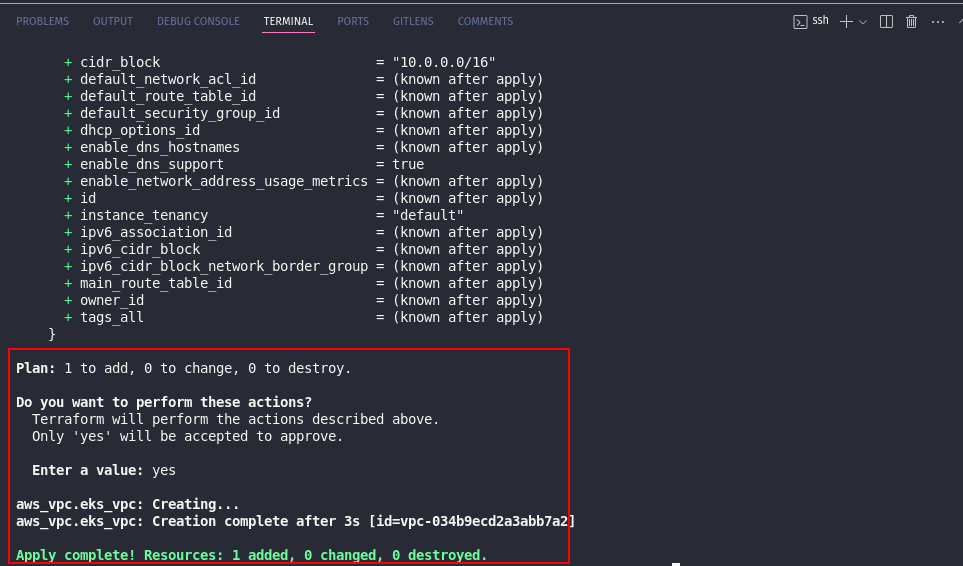 PROBLEMS OUTPUT DEBUG CONSOLE TERMINAL PORTS GITLENS COMMENTS ssh
+ cidr_block = "10.0.0.0/16"
+ default_network_acl_id = (known after apply)
+ default_route_table_id = (known after apply)
+ default_security_group_id = (known after apply)
+ dhcp_options_id = (known after apply)
+ enable_dns_hostnames = (known after apply)
+ enable_dns_support = true
+ enable_network_address_usage_metrics = (known after apply)
+ id = (known after apply)
+ instance_tenancy = "default"
+ ipv6_association_id = (known after apply)
+ ipv6_cidr_block = (known after apply)
+ ipv6_cidr_block_network_border_group = (known after apply)
+ main_route_table_id = (known after apply)
+ owner_id = (known after apply)
+ tags_all = (known after apply)
}
Plan: 1 to add, 0 to change, 0 to destroy.
Do you want to perform these actions?
Terraform will perform the actions described above.
Only 'yes' will be accepted to approve.
Enter a value: yes
aws_vpc.eks_vpc: Creating...
aws_vpc.eks_vpc: Creation complete after 3s [id=vpc-034b9ecd2a3abb7a2]
Apply complete! Resources: 1 added, 0 changed, 0 destroyed.